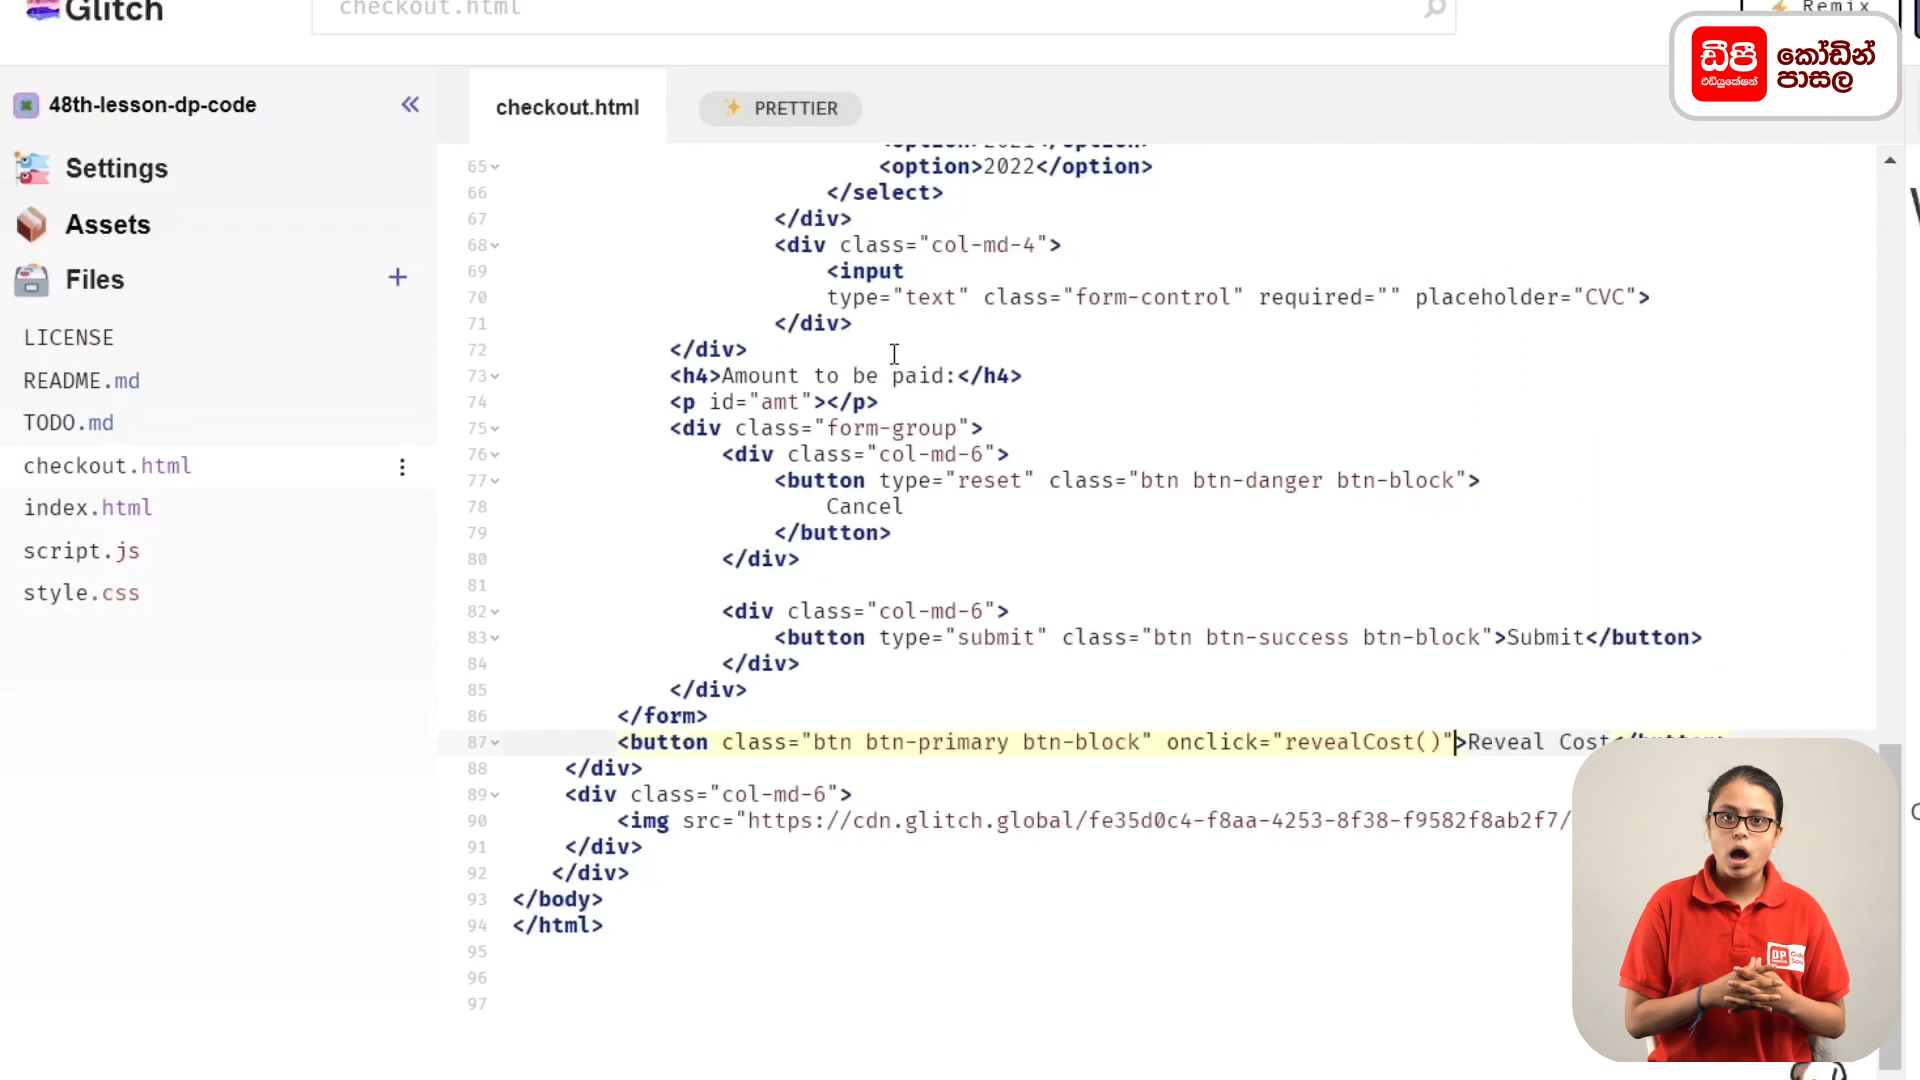 Glitch
checkout.html
Remix
ඩීපී
එඩියුකේෂන්
කෝඩින්
පාසල
48th-lesson-dp-code
Settings
Assets
Files
LICENSE
README.md
TODO.md
checkout.html
index.html
script.js
style.css
checkout.html
PRETTIER
<option>2021</option>
65 <option>2022</option>
66 </select>
67 </div>
68 <div class="col-md-4">
69 <input
70 type="text" class="form-control" required="" placeholder="CVC">
71 </div>
72 </div>
73 <h4>Amount to be paid:</h4>
74 <p id="amt"></p>
75 <div class="form-group">
76 <div class="col-md-6">
77 <button type="reset" class="btn btn-danger btn-block">
78 Cancel
79 </button>
80 </div>
81
82 <div class="col-md-6">
83 <button type="submit" class="btn btn-success btn-block">Submit</button>
84 </div>
85 </div>
86 </form>
87 <button class="btn btn-primary btn-block" onclick="revealCost()">Reveal Cost</button>
88 </div>
89 <div class="col-md-6">
90 <img src="https://cdn.glitch.global/fe35d0c4-f8aa-4253-8f38-f9582f8ab2f7/
91 </div>
92 </div>
93 </body>
94 </html>
95
96
97
DP